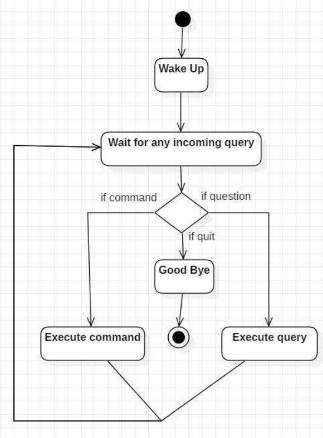 Wake Up
Wait for any incoming query
if command
if question
if quit
Good Bye
Execute command
Execute query